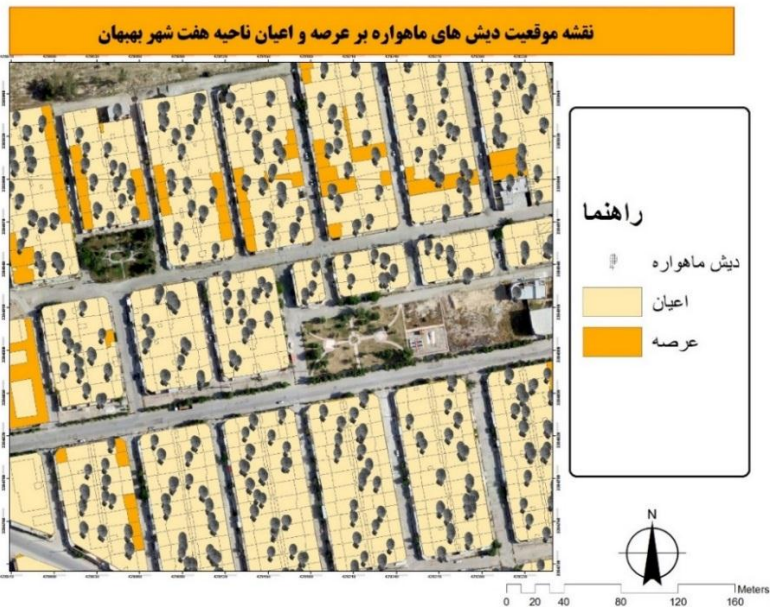 نقشه موقعیت دیش های ماهواره بر عرصه و اعیان ناحیه هفت شهر بهبهان
راهنما
دیش ماهواره
اعیان
عرصه
N
Meters
0 20 40 80 120 160